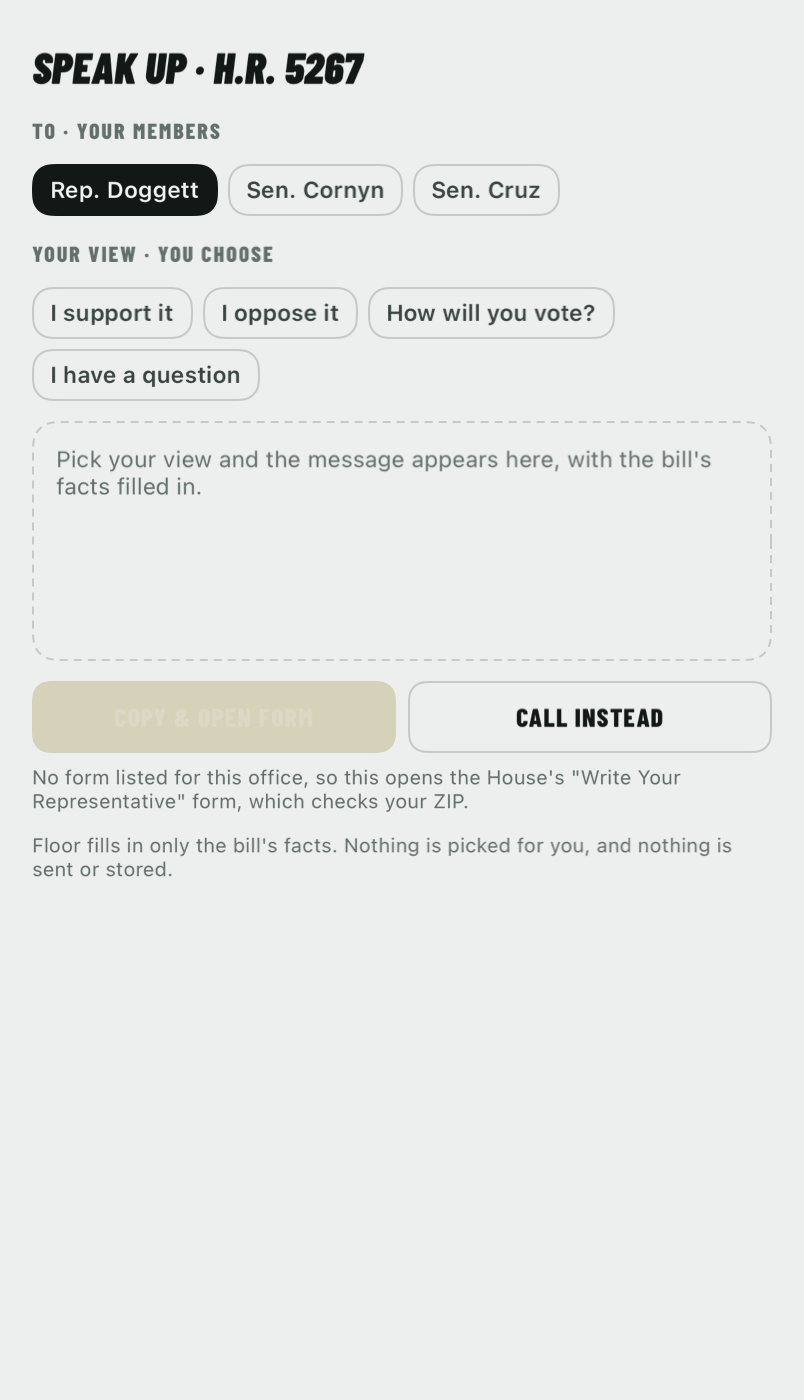 SPEAK UP · H.R. 5267
TO · YOUR MEMBERS
Rep. Doggett
Sen. Cornyn
Sen. Cruz
YOUR VIEW · YOU CHOOSE
I support it
I oppose it
How will you vote?
I have a question
Pick your view and the message appears here, with the bill's
facts filled in.
COPY & OPEN FORM
CALL INSTEAD
No form listed for this office, so this opens the House's "Write Your
Representative" form, which checks your ZIP.
Floor fills in only the bill's facts. Nothing is picked for you, and nothing is
sent or stored.